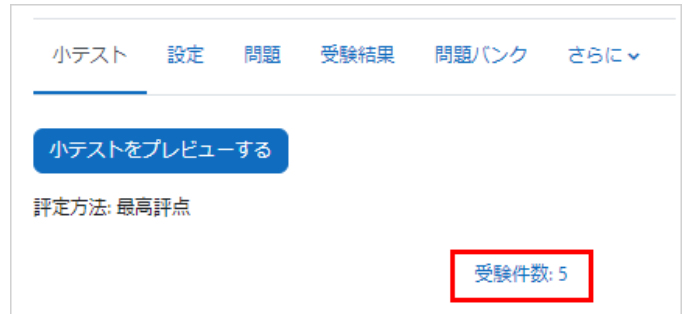 小テスト 設定 問題 受験結果 問題バンク さらに
小テストをプレビューする
評定方法: 最高評点
受験件数: 5